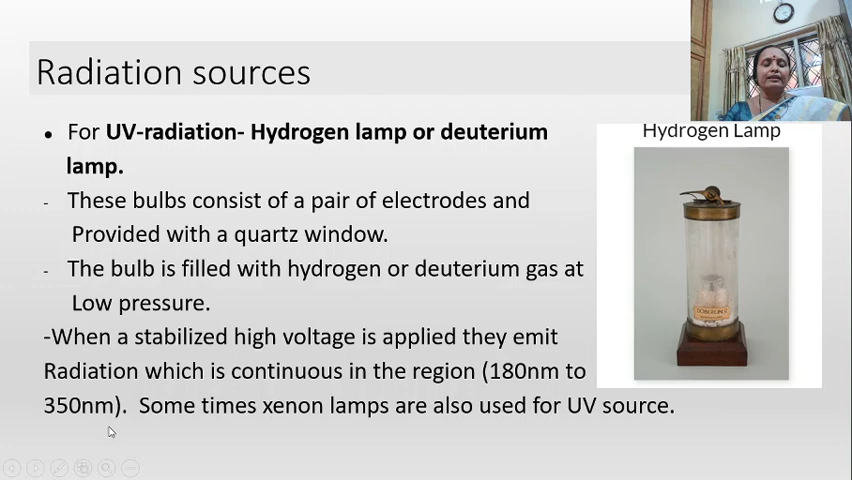 Radiation sources
• For UV-radiation- Hydrogen lamp or deuterium
lamp.
- These bulbs consist of a pair of electrodes and
Provided with a quartz window.
- The bulb is filled with hydrogen or deuterium gas at
Low pressure.
-When a stabilized high voltage is applied they emit
Radiation which is continuous in the region (180nm to
350nm). Some times xenon lamps are also used for UV source.
Hydrogen Lamp